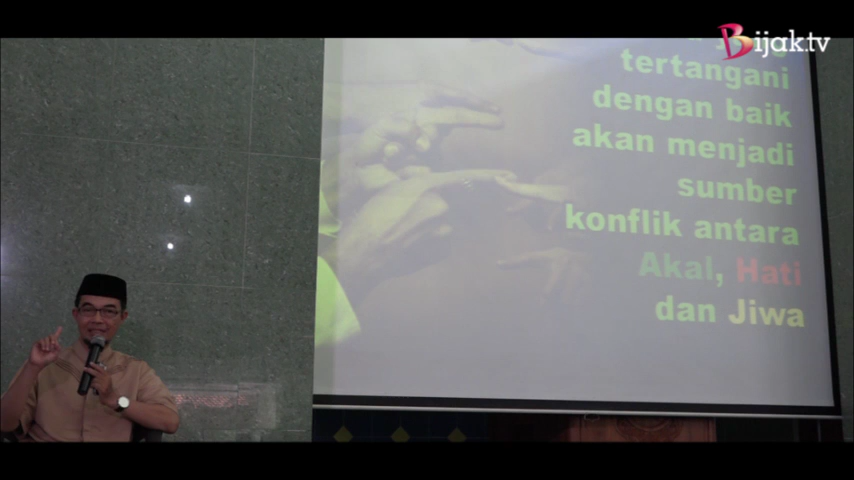 Bijak.tv
tertangani
dengan baik
akan menjadi
sumber
konflik antara
Akal, Hati
dan Jiwa